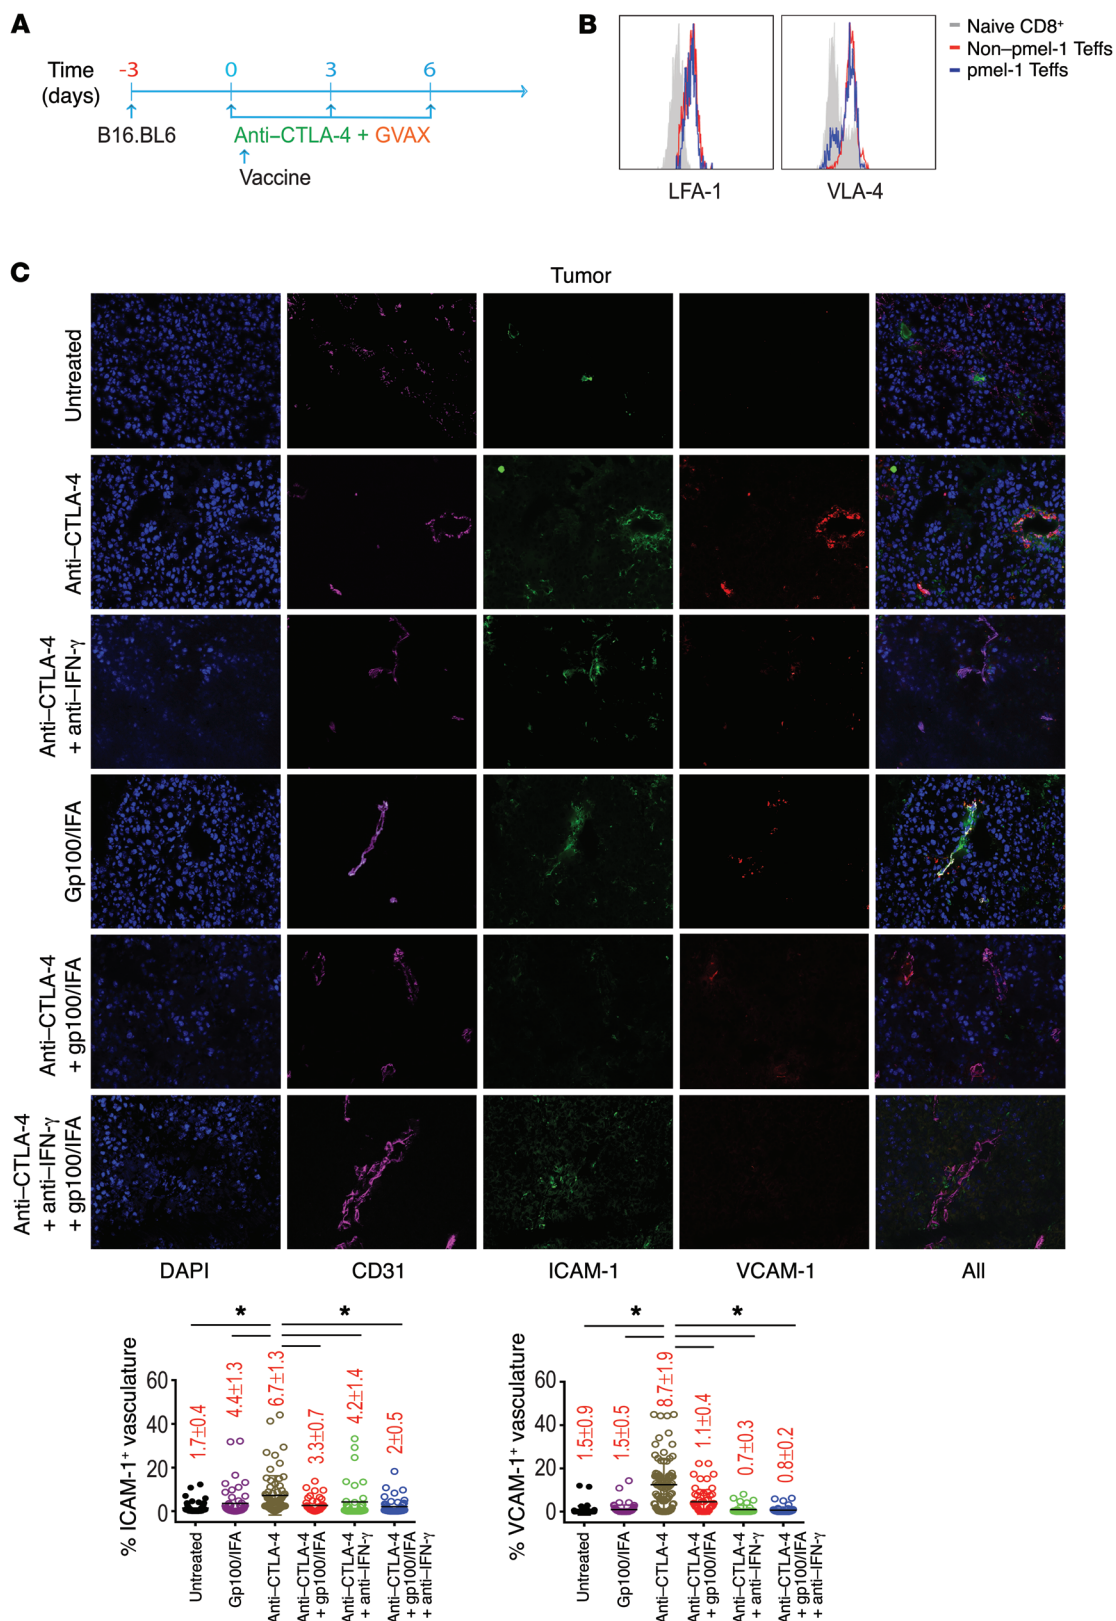 A
Time
(days)
-3
0
3
6
B16.BL6
Anti–CTLA-4 + GVAX
Vaccine
B
LFA-1
VLA-4
Naive CD8+
Non–pmel-1 Teffs
pmel-1 Teffs
C
Tumor
Untreated
Anti–CTLA-4
Anti–CTLA-4
+ anti–IFN-γ
Gp100/IFA
Anti–CTLA-4
+ gp100/IFA
Anti–CTLA-4
+ anti–IFN-γ
+ gp100/IFA
DAPI
CD31
ICAM-1
VCAM-1
All
% ICAM-1+ vasculature
60
40
20
0
*
*
1.7±0.4
4.4±1.3
6.7±1.3
3.3±0.7
4.2±1.4
2±0.5
Untreated
Gp100/IFA
Anti–CTLA-4
Anti–CTLA-4
+ gp100/IFA
Anti–CTLA-4
+ anti–IFN-γ
Anti–CTLA-4
+ gp100/IFA
+ anti–IFN-γ
% VCAM-1+ vasculature
60
40
20
0
*
*
1.5±0.9
1.5±0.5
8.7±1.9
1.1±0.4
0.7±0.3
0.8±0.2
Untreated
Gp100/IFA
Anti–CTLA-4
Anti–CTLA-4
+ gp100/IFA
Anti–CTLA-4
+ anti–IFN-γ
Anti–CTLA-4
+ gp100/IFA
+ anti–IFN-γ